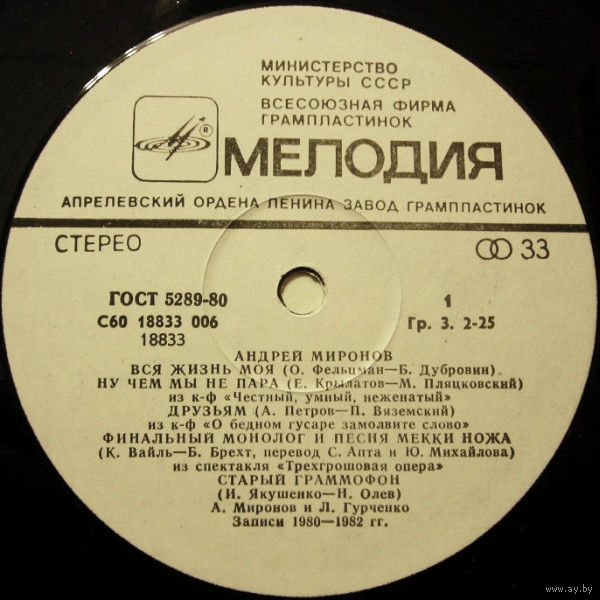 МИНИСТЕРСТВО
КУЛЬТУРЫ СССР
ВСЕСОЮЗНАЯ ФИРМА
ГРАМПЛАСТИНОК
®
МЕЛОДИЯ
АПРЕЛЕВСКИЙ ОРДЕНА ЛЕНИНА ЗАВОД ГРАМПЛАСТИНОК
СТЕРЕО 33
ГОСТ 5289-80 1
С60 18833 006 Гр. 3. 2-25
18833
АНДРЕЙ МИРОНОВ
ВСЯ ЖИЗНЬ МОЯ (О. Фельцман—Б. Дубровин)
НУ ЧЕМ МЫ НЕ ПАРА (Е. Крылатов—М. Пляцковский)
из к-ф «Честный, умный, неженатый»
ДРУЗЬЯМ (А. Петров—П. Вяземский)
из к-ф «О бедном гусаре замолвите слово»
ФИНАЛЬНЫЙ МОНОЛОГ И ПЕСНЯ МЕККИ НОЖА
(К. Вайль—Б. Брехт, перевод С. Апта и Ю. Михайлова)
из спектакля «Трехгрошовая опера»
СТАРЫЙ ГРАММОФОН
(И. Якушенко—Н. Олев)
А. Миронов и Л. Гурченко
Записи 1980—1982 гг.
www.ay.by